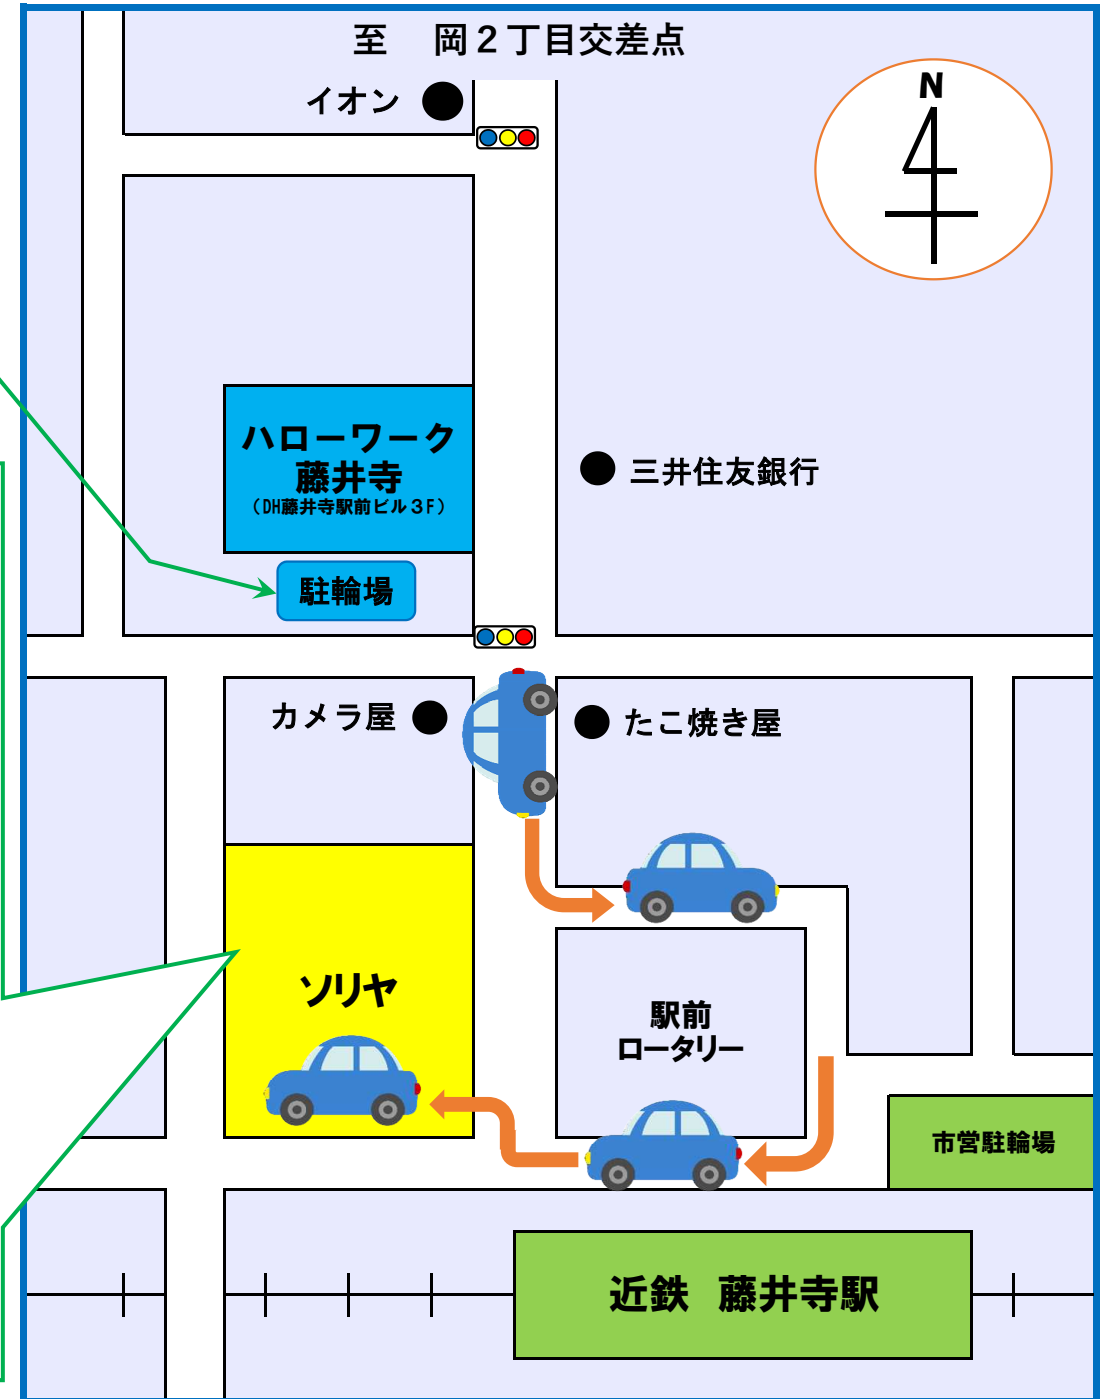 至　岡２丁目交差点
イオン
N
ハローワーク
藤井寺
（DH藤井寺駅前ビル３F）
三井住友銀行
駐輪場
カメラ屋
たこ焼き屋
ソリヤ
駅前
ロータリー
市営駐輪場
近鉄　藤井寺駅